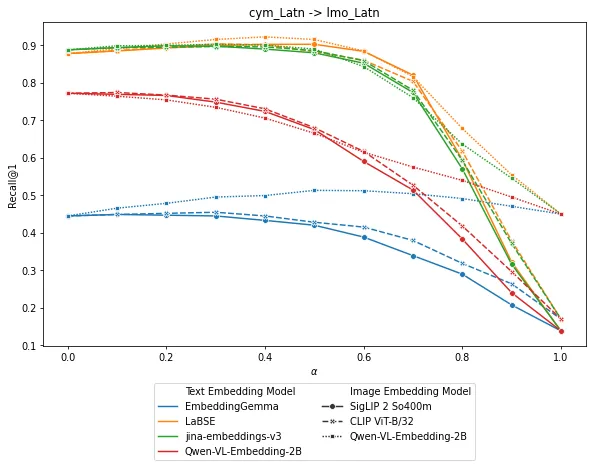 cym_Latn -> lmo_Latn
Recall@1
0.9
0.8
0.7
0.6
0.5
0.4
0.3
0.2
0.1
0.0 0.2 0.4 0.6 0.8 1.0
α
Text Embedding Model Image Embedding Model
EmbeddingGemma SigLIP 2 So400m
LaBSE CLIP ViT-B/32
jina-embeddings-v3 Qwen-VL-Embedding-2B
Qwen-VL-Embedding-2B